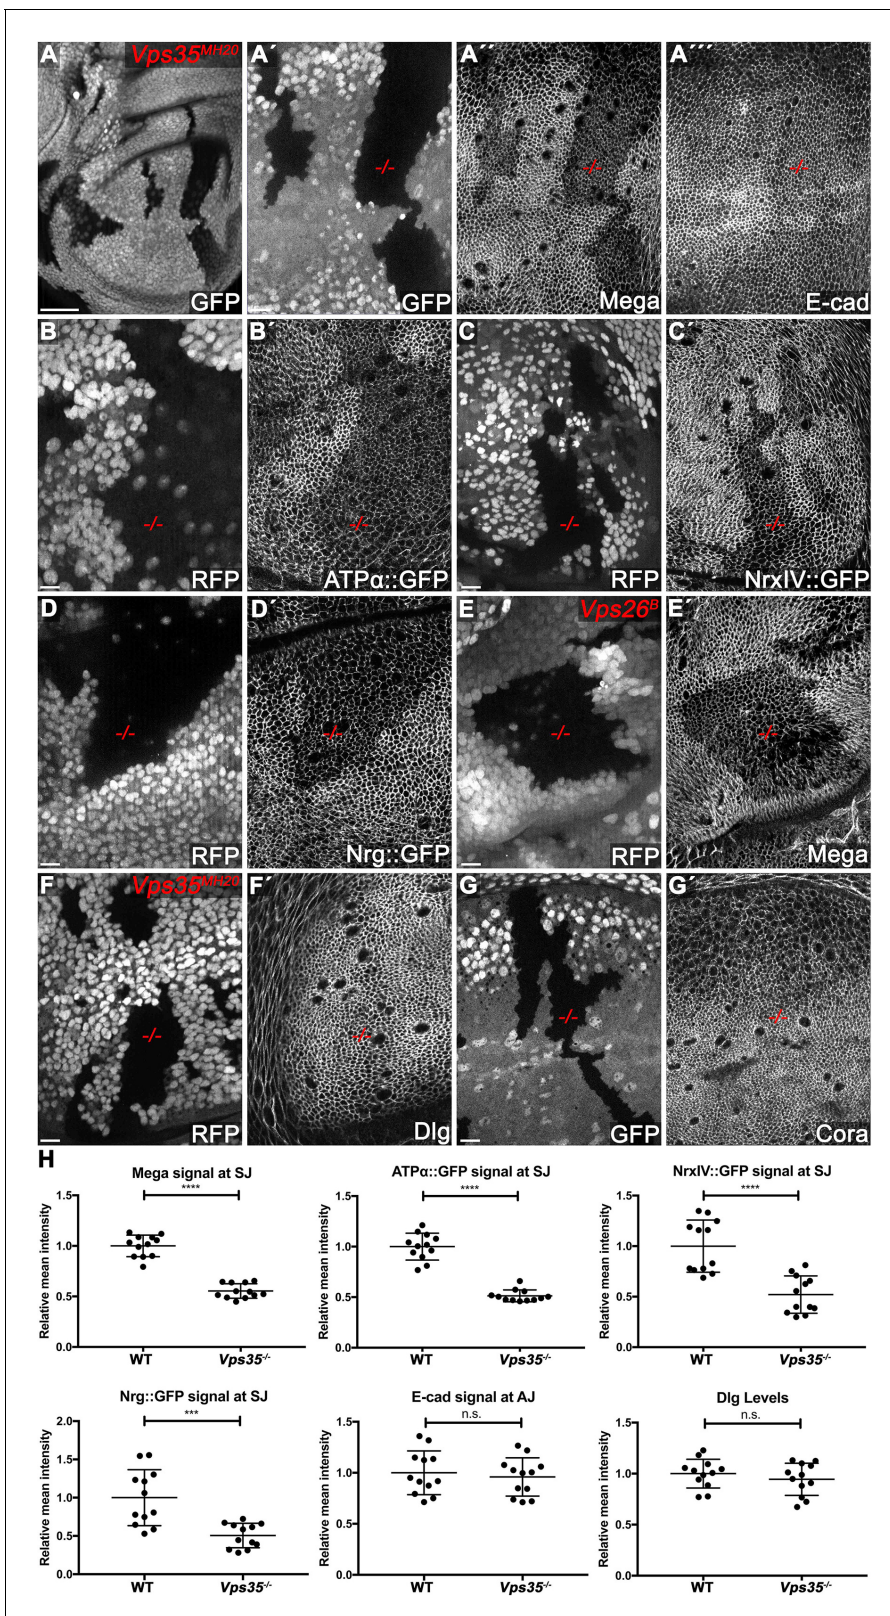 A Vps35MH20 A´ A´´ A´´´
-/- -/- -/-
GFP GFP Mega E-cad
B B´ C C´
-/- -/- -/- -/-
RFP ATPα::GFP RFP NrxIV::GFP
D D´ E Vps26B E´
-/- -/- -/- -/-
RFP Nrg::GFP RFP Mega
F Vps35MH20 F´ G G´
-/- -/- -/- -/-
RFP Dlg GFP Cora
H
Mega signal at SJ
Relative mean intensity
1.5
1.0
0.5
0.0
****
WT Vps35-/-
ATPα::GFP signal at SJ
Relative mean intensity
1.5
1.0
0.5
0.0
****
WT Vps35-/-
NrxIV::GFP signal at SJ
Relative mean intensity
1.5
1.0
0.5
0.0
****
WT Vps35-/-
Nrg::GFP signal at SJ
Relative mean intensity
2.0
1.5
1.0
0.5
0.0
***
WT Vps35-/-
E-cad signal at AJ
Relative mean intensity
1.5
1.0
0.5
0.0
n.s.
WT Vps35-/-
Dlg Levels
Relative mean intensity
1.5
1.0
0.5
0.0
n.s.
WT Vps35-/-